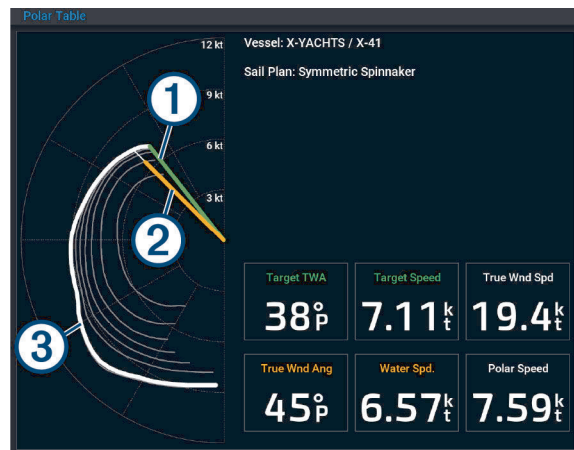 Polar Table
12 kt
9 kt
6 kt
3 kt
1
2
3
Vessel: X-YACHTS / X-41
Sail Plan: Symmetric Spinnaker
Target TWA
38°P
Target Speed
7.11kt
True Wnd Spd
19.4kt
True Wnd Ang
45°P
Water Spd.
6.57kt
Polar Speed
7.59kt